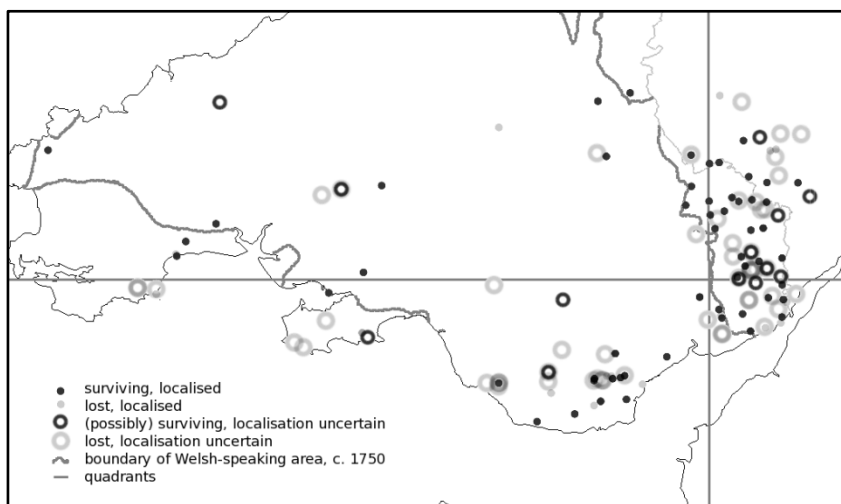 surviving, localised
lost, localised
(possibly) surviving, localisation uncertain
lost, localisation uncertain
boundary of Welsh-speaking area, c. 1750
quadrants